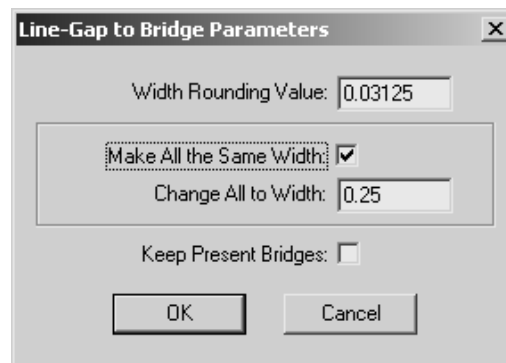 Line-Gap to Bridge Parameters
Width Rounding Value: 0.03125
Make All the Same Width:
Change All to Width: 0.25
Keep Present Bridges:
OK Cancel